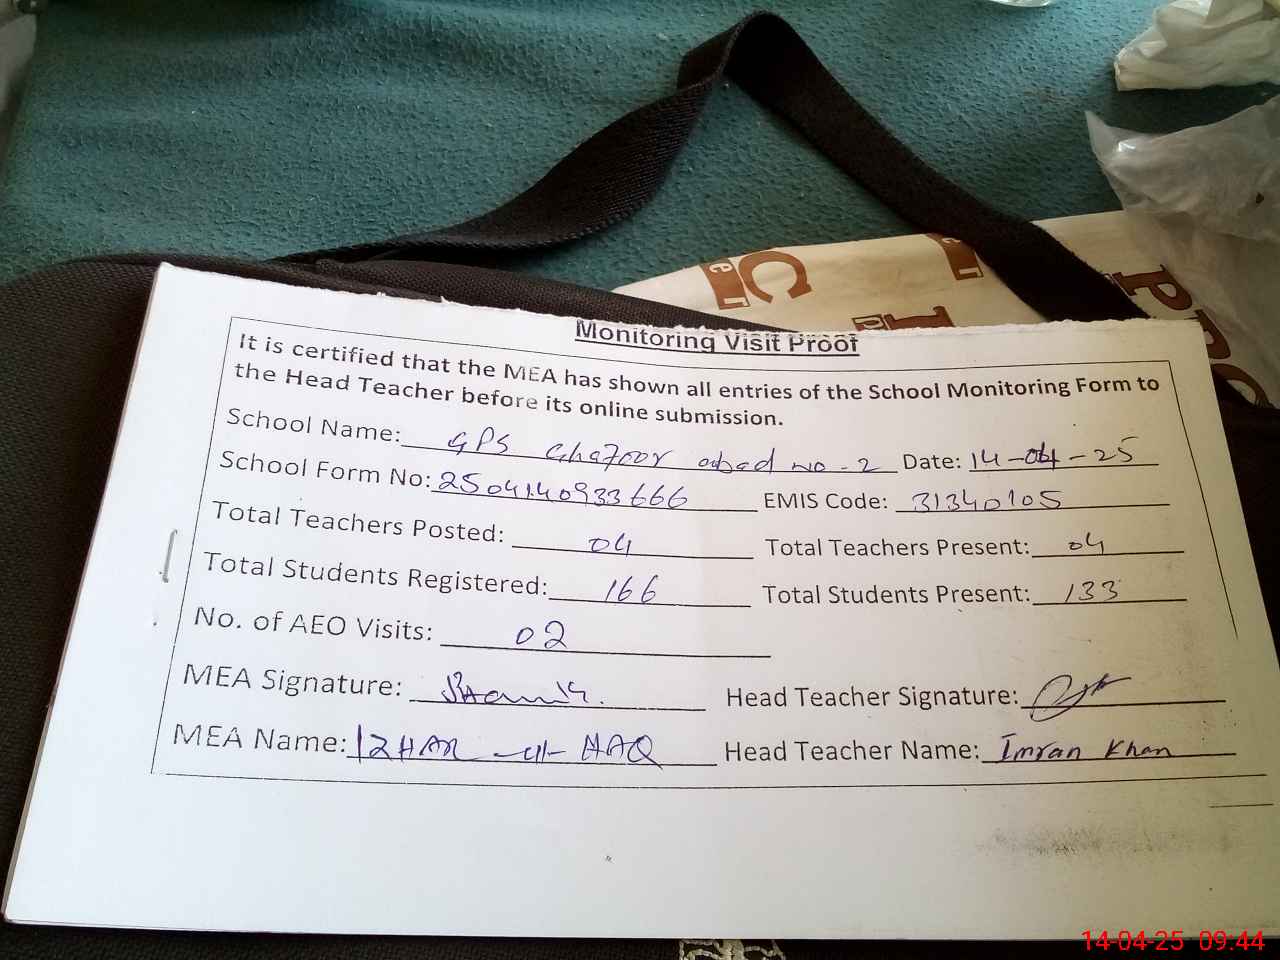 Monitoring Visit Proof
It is certified that the MEA has shown all entries of the School Monitoring Form to
the Head Teacher before its online submission.
School Name: GPS Ghafoor abad no - 2 Date: 14-04-25
School Form No: 2504140933666 EMIS Code: 31340105
Total Teachers Posted: 04 Total Teachers Present: 04
Total Students Registered: 166 Total Students Present: 133
No. of AEO Visits: 02
MEA Signature: Head Teacher Signature:
MEA Name: IZHAR -ul- HAQ Head Teacher Name: Imran Khan
14-04-25 09:44